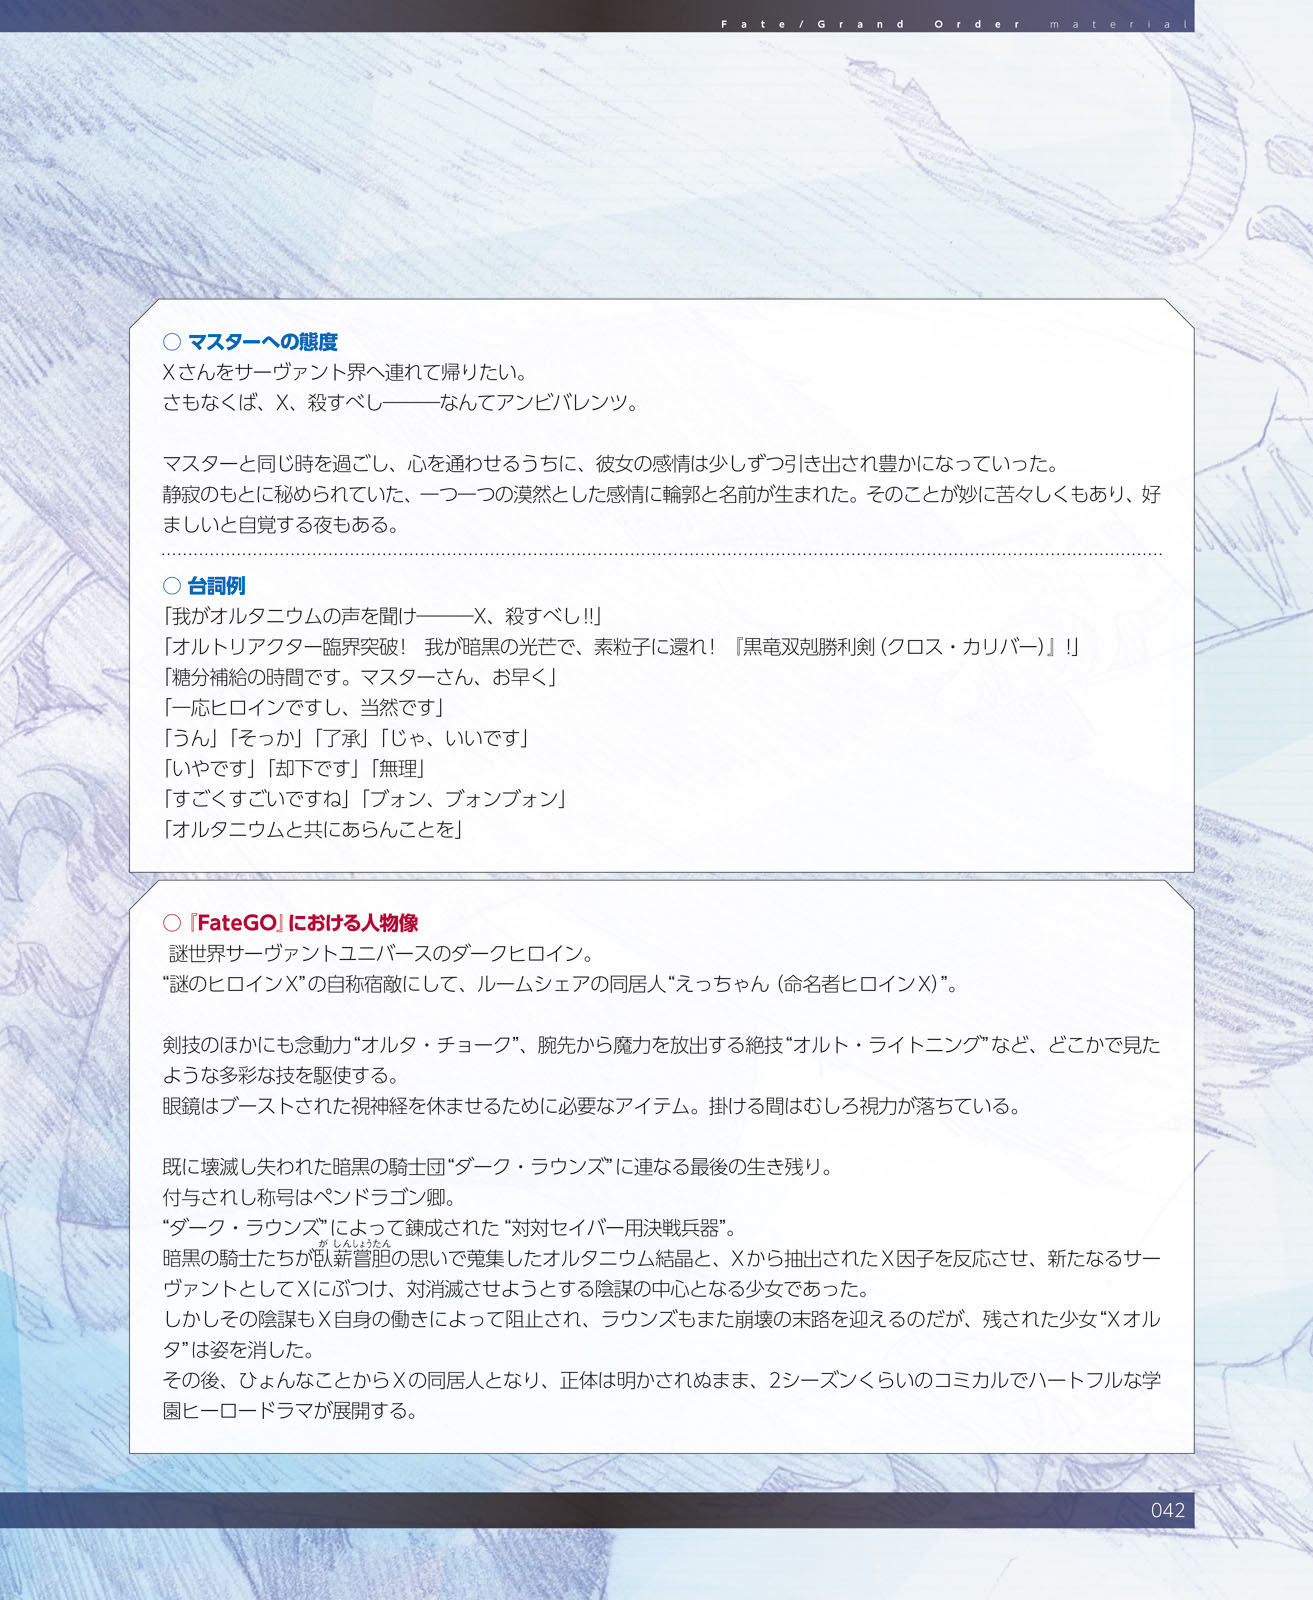 Fate/Grand Order material
○ マスターへの態度
Xさんをサーヴァント界へ連れて帰りたい。
さもなくば、X、殺すべし―――なんてアンビバレンツ。
マスターと同じ時を過ごし、心を通わせるうちに、彼女の感情は少しずつ引き出され豊かになっていった。
静寂のもとに秘められていた、一つ一つの漠然とした感情に輪郭と名前が生まれた。そのことが妙に苦々しくもあり、好
ましいと自覚する夜もある。
○ 台詞例
「我がオルタニウムの声を聞け―――X、殺すべし!!」
「オルトリアクター臨界突破！　我が暗黒の光芒で、素粒子に還れ！『黒竜双剋勝利剣（クロス・カリバー）』!」
「糖分補給の時間です。マスターさん、お早く」
「一応ヒロインですし、当然です」
「うん」「そっか」「了承」「じゃ、いいです」
「いやです」「却下です」「無理」
「すごくすごいですね」「ブォン、ブォンブォン」
「オルタニウムと共にあらんことを」
○『FateGO』における人物像
謎世界サーヴァントユニバースのダークヒロイン。
“謎のヒロインX”の自称宿敵にして、ルームシェアの同居人“えっちゃん（命名者ヒロインX）”。
剣技のほかにも念動力“オルタ・チョーク”、腕先から魔力を放出する絶技“オルト・ライトニング”など、どこかで見た
ような多彩な技を駆使する。
眼鏡はブーストされた視神経を休ませるために必要なアイテム。掛ける間はむしろ視力が落ちている。
既に壊滅し失われた暗黒の騎士団“ダーク・ラウンズ”に連なる最後の生き残り。
付与されし称号はペンドラゴン卿。
“ダーク・ラウンズ”によって錬成された“対対セイバー用決戦兵器”。
が しんしょうたん
暗黒の騎士たちが臥薪嘗胆の思いで蒐集したオルタニウム結晶と、Xから抽出されたX因子を反応させ、新たなるサー
ヴァントとしてXにぶつけ、対消滅させようとする陰謀の中心となる少女であった。
しかしその陰謀もX自身の働きによって阻止され、ラウンズもまた崩壊の末路を迎えるのだが、残された少女“Xオル
タ”は姿を消した。
その後、ひょんなことからXの同居人となり、正体は明かされぬまま、2シーズンくらいのコミカルでハートフルな学
園ヒーロードラマが展開する。
042